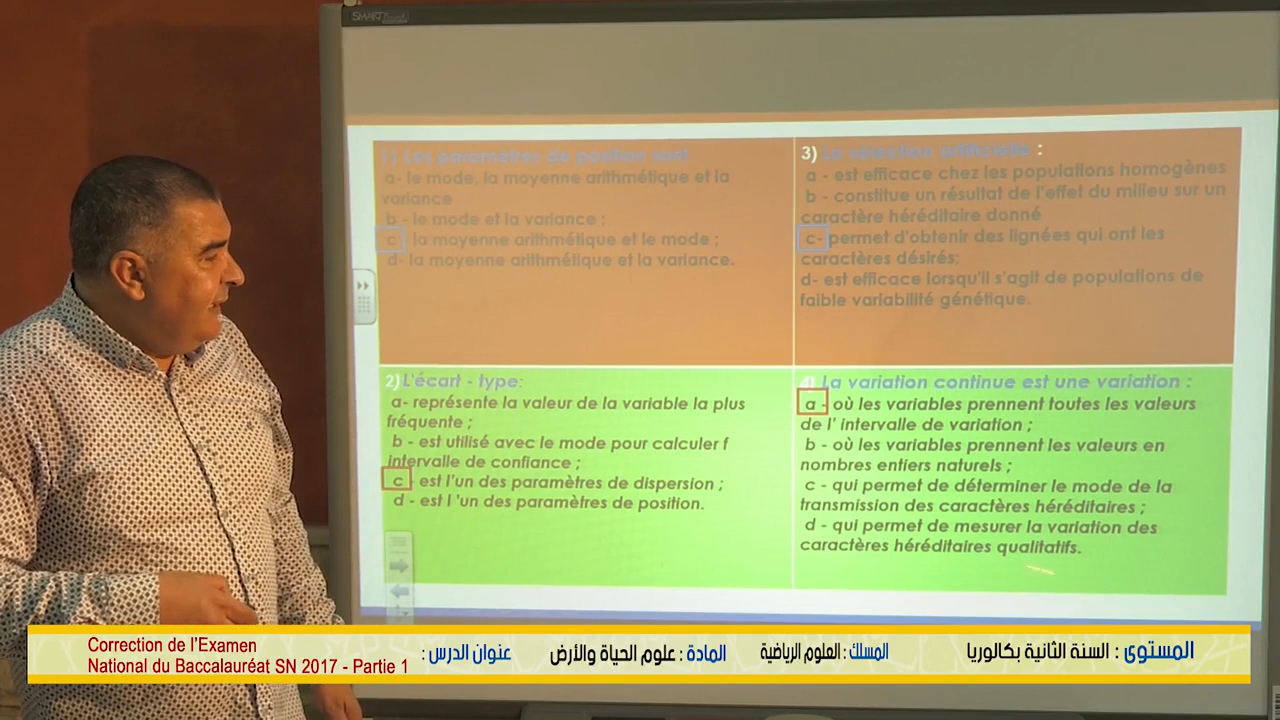 SMART
1) Les paramètres de position sont
a- le mode, la moyenne arithmétique et la
variance
b - le mode et la variance ;
c la moyenne arithmétique et le mode ;
d- la moyenne arithmétique et la variance.
3) La sélection artificielle :
a - est efficace chez les populations homogènes
b - constitue un résultat de l'effet du milieu sur un
caractère héréditaire donné
c- permet d'obtenir des lignées qui ont les
caractères désirés;
d- est efficace lorsqu'il s'agit de populations de
faible variabilité génétique.
2) L'écart - type:
a- représente la valeur de la variable la plus
fréquente ;
b - est utilisé avec le mode pour calculer f
intervalle de confiance ;
c - est l'un des paramètres de dispersion ;
d - est l 'un des paramètres de position.
4) La variation continue est une variation :
a - où les variables prennent toutes les valeurs
de l' intervalle de variation ;
b - où les variables prennent les valeurs en
nombres entiers naturels ;
c - qui permet de déterminer le mode de la
transmission des caractères héréditaires ;
d - qui permet de mesurer la variation des
caractères héréditaires qualitatifs.
المستوى : السنة الثانية بكالوريا
المسلك : العلوم الرياضية
المادة : علوم الحياة والأرض
عنوان الدرس :
Correction de l'Examen
National du Baccalauréat SN 2017 - Partie 1